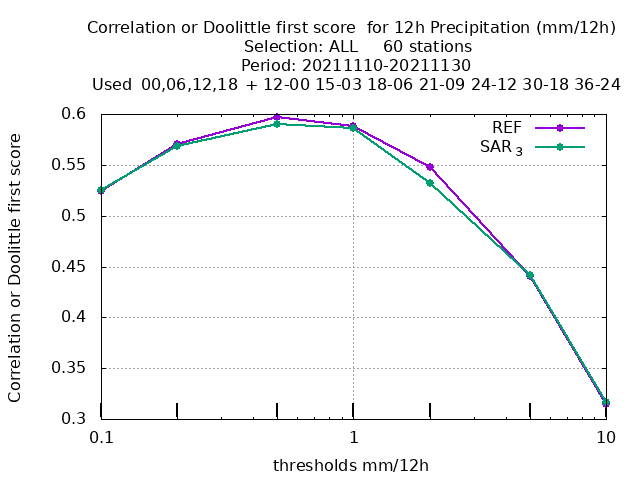 Correlation or Doolittle first score  for 12h Precipitation (mm/12h)
Selection: ALL     60 stations
Period: 20211110-20211130
Used  00,06,12,18  + 12-00 15-03 18-06 21-09 24-12 30-18 36-24
REF
SAR 3
0.6
0.55
0.5
0.45
0.4
0.35
0.3
Correlation or Doolittle first score
0.1 1 10
thresholds mm/12h